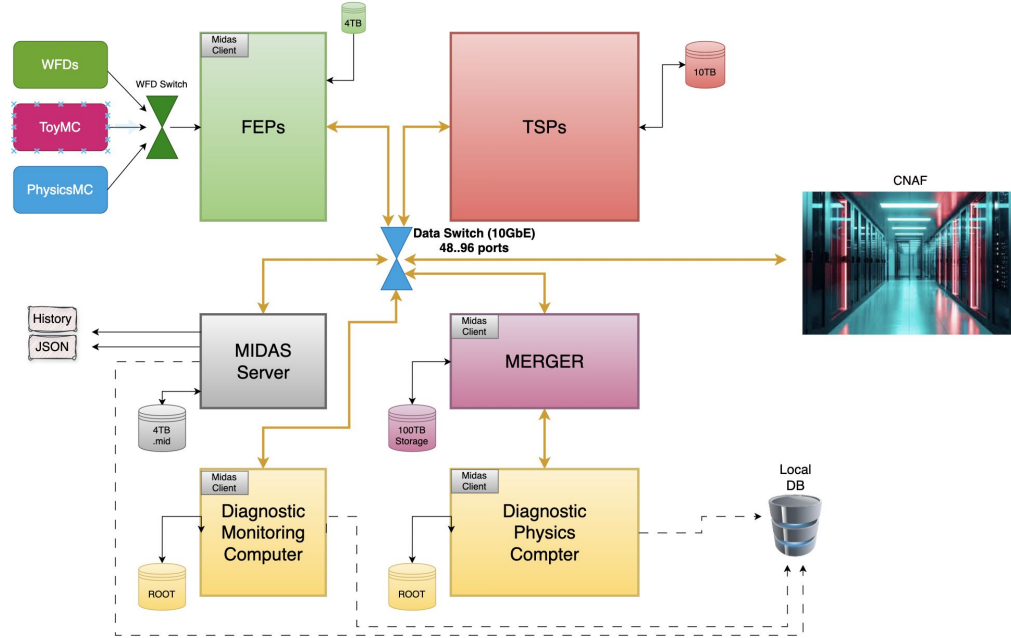 4TB
Midas
Client
WFDs
WFD Switch
10TB
ToyMC
FEPs
TSPs
PhysicsMC
CNAF
Data Switch (10GbE)
48..96 ports
History
JSON
MIDAS
Server
Midas
Client
MERGER
4TB
.mid
100TB
Storage
Midas
Client
Diagnostic
Monitoring
Computer
Midas
Client
Diagnostic
Physics
Compter
Local
DB
ROOT
ROOT